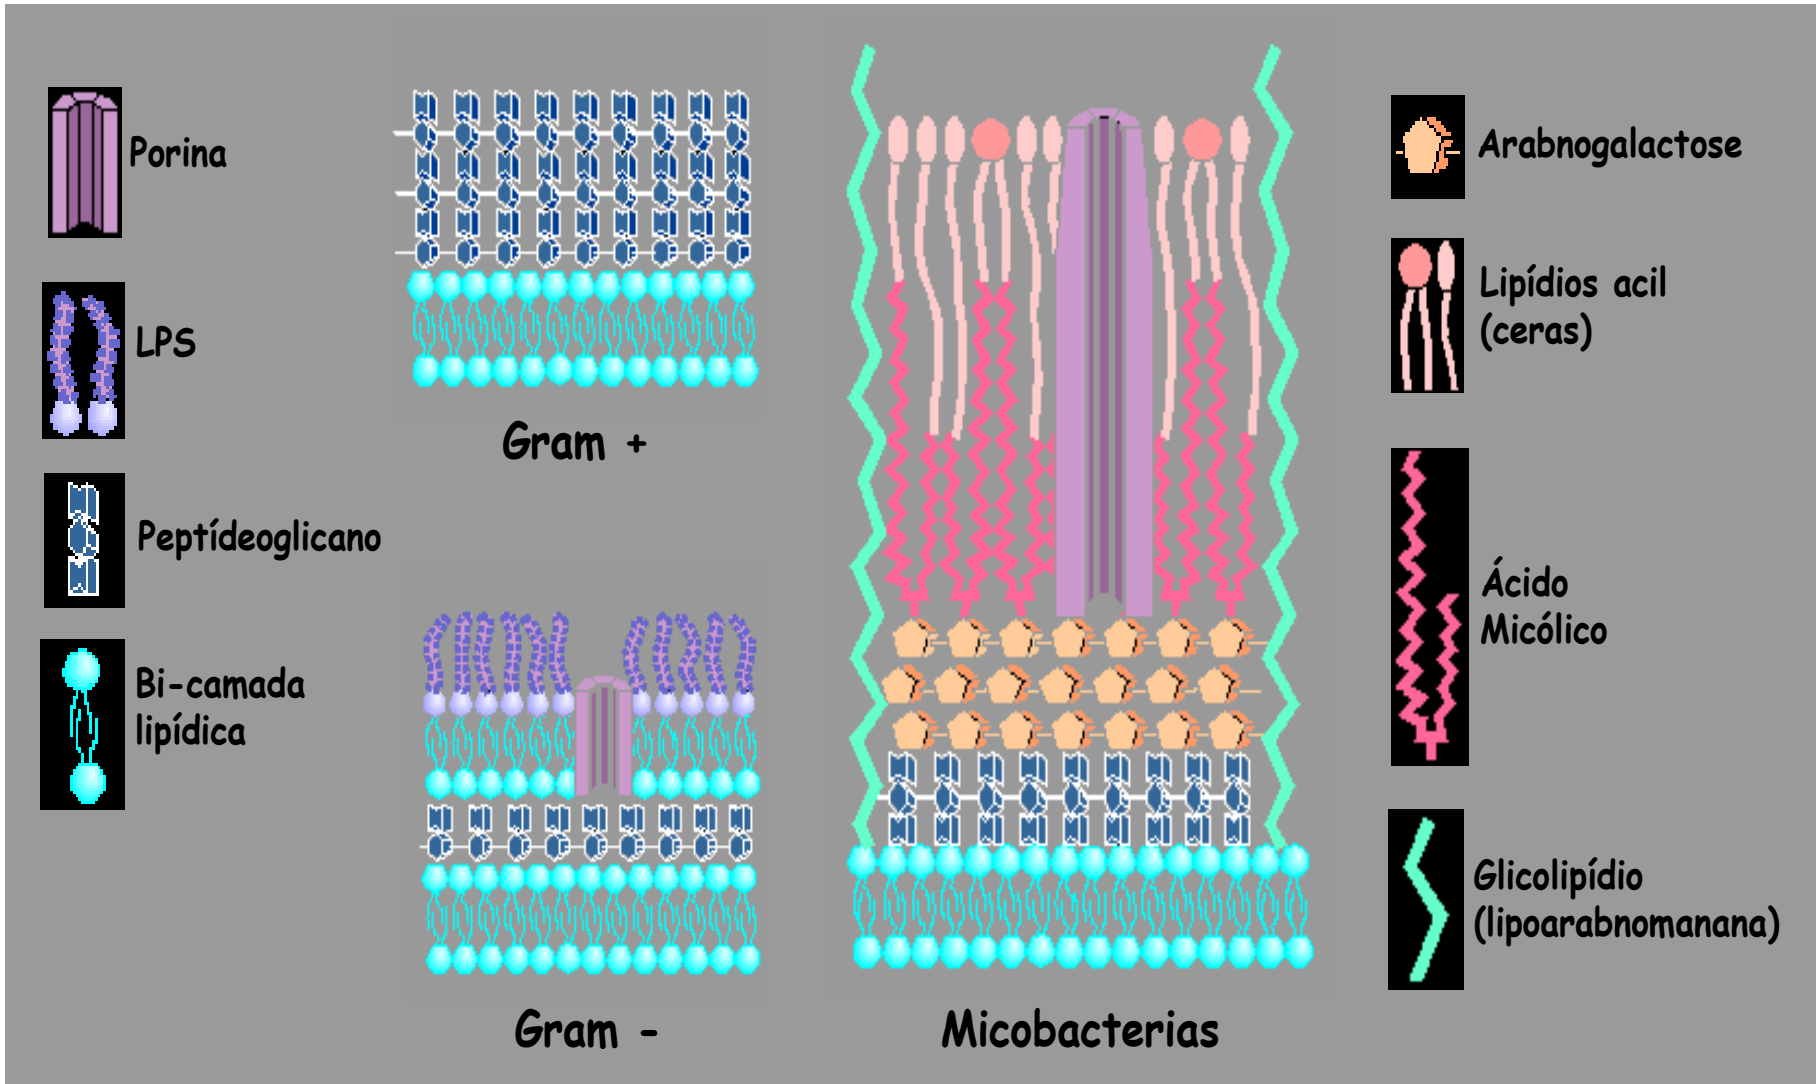 Porina
LPS
Peptídeoglicano
Bi-camada
lipídica
Gram +
Gram -
Micobacterias
Arabnogalactose
Lipídios acil
(ceras)
Ácido
Micólico
Glicolipídio
(lipoarabnomanana)